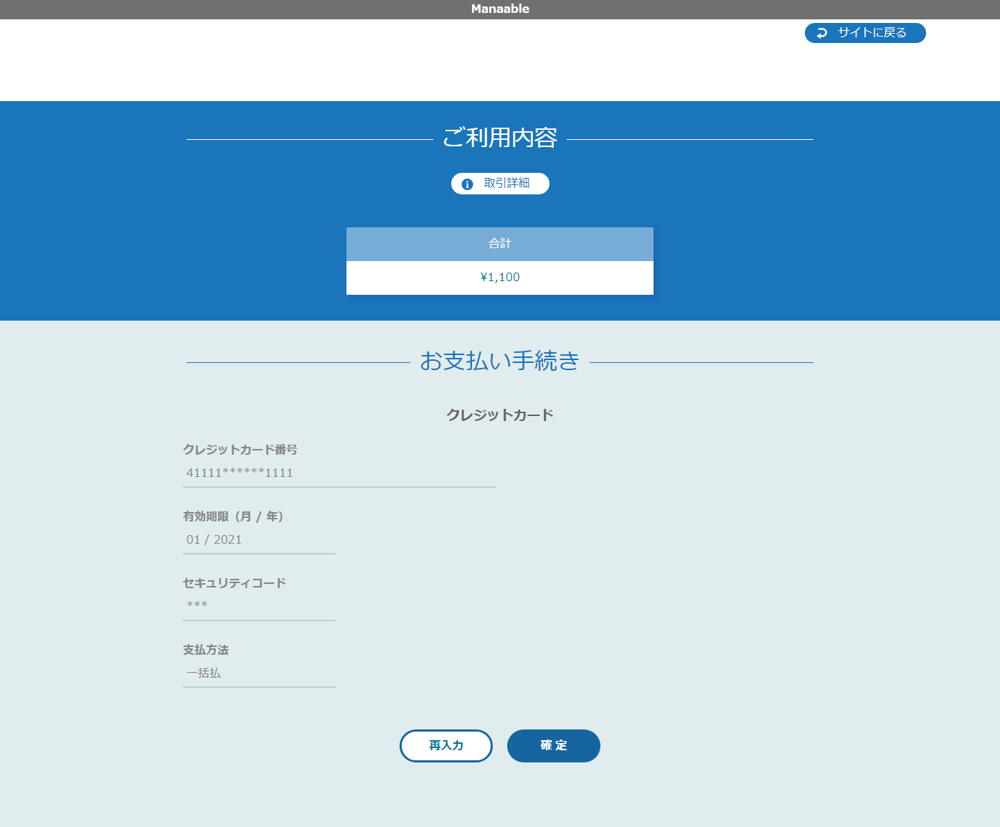 Manaable
サイトに戻る
ご利用内容
取引詳細
合計
¥1,100
お支払い手続き
クレジットカード
クレジットカード番号
41111******1111
有効期限（月 / 年）
01 / 2021
セキュリティコード
***
支払方法
一括払
再入力
確 定